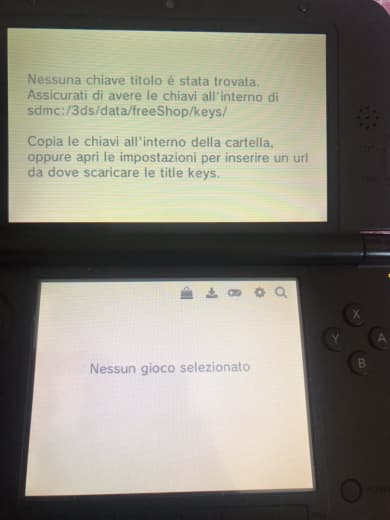 Nessuna chiave titolo è stata trovata.
Assicurati di avere le chiavi all'interno di
sdmc:/3ds/data/freeShop/keys/
Copia le chiavi all'interno della cartella,
oppure apri le impostazioni per inserire un url
da dove scaricare le title keys.
Nessun gioco selezionato
X
Y
A
B